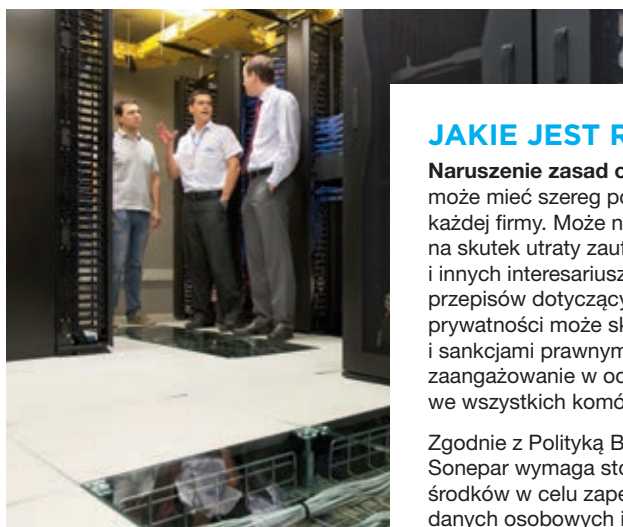 JAKIE JEST R
Naruszenie zasad o
może mieć szereg po
każdej firmy. Może n
na skutek utraty zauf
i innych interesariusz
przepisów dotyczący
prywatności może sk
i sankcjami prawnym
zaangażowanie w oc
we wszystkich komó
Zgodnie z Polityką B
Sonepar wymaga sto
środków w celu zape
danych osobowych i